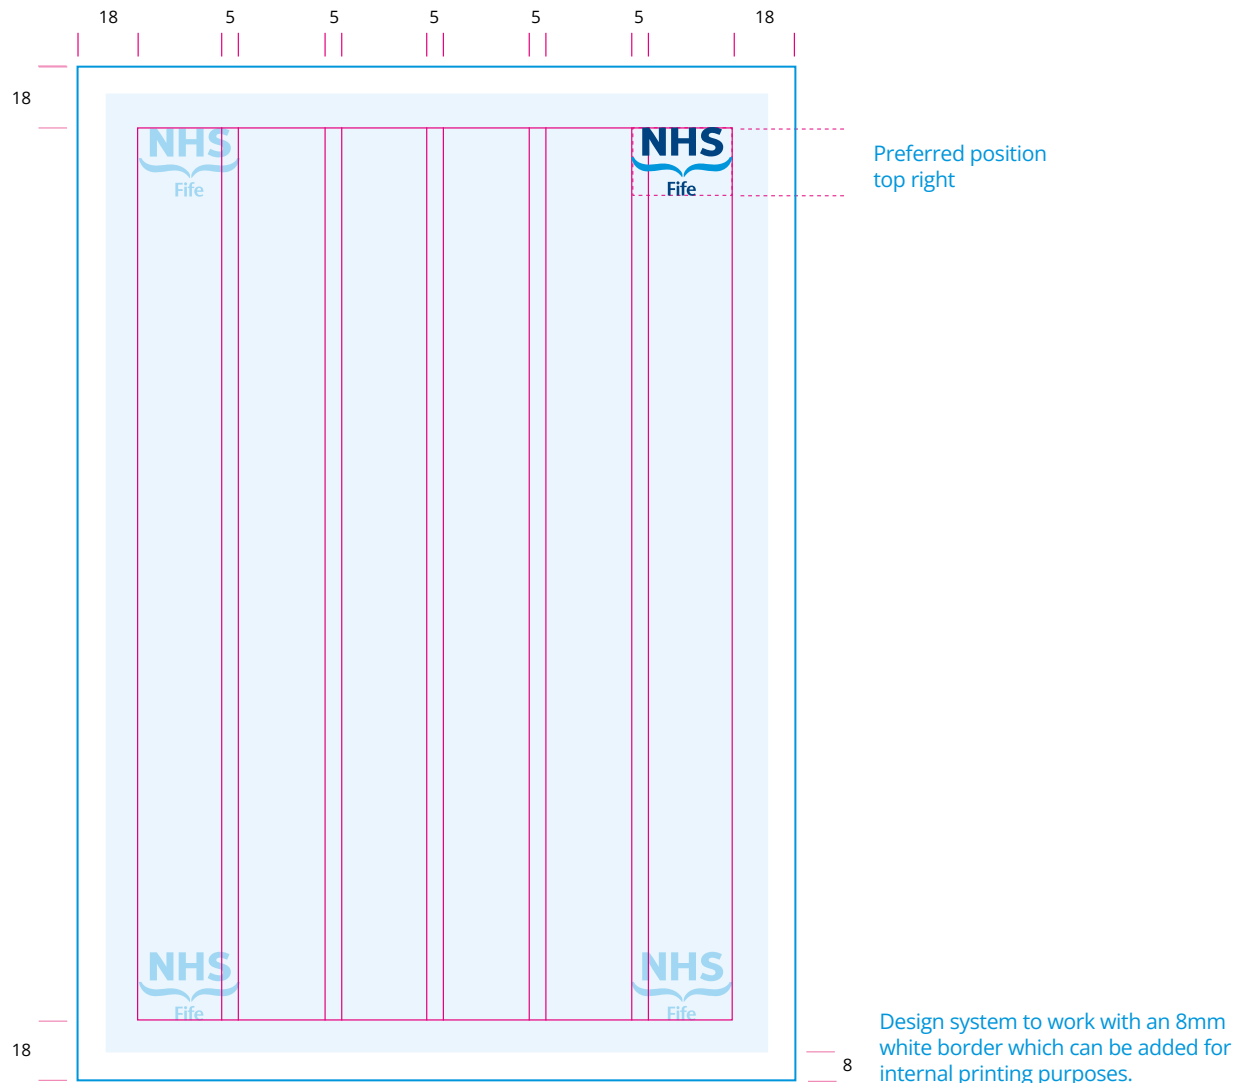 18 5 5 5 5 5 18
18
NHS
Fife
NHS
Fife
Preferred position
top right
NHS
Fife
NHS
Fife
18
8
Design system to work with an 8mm
white border which can be added for
internal printing purposes.